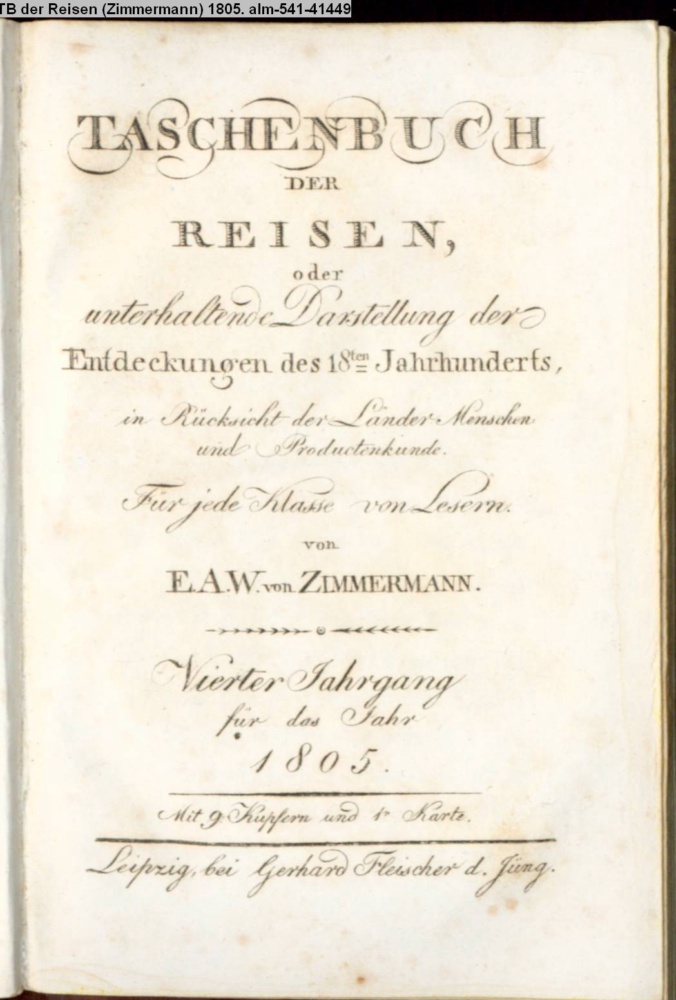 TB der Reisen (Zimmermann) 1805. alm-541-41449
TASCHENBUCH
DER
REISEN,
oder
unterhaltende Darstellung der
Entdeckungen des 18ten Jahrhunderts,
in Rücksicht der Länder Menschen
und Productenkunde.
Für jede Klasse von Lesern.
von
E.A.W. von ZIMMERMANN.
Vierter Jahrgang
für das Jahr
1805.
Mit 9 Kupfern und 1r Karte.
Leipzig, bei Gerhard Fleischer d. Jüng.